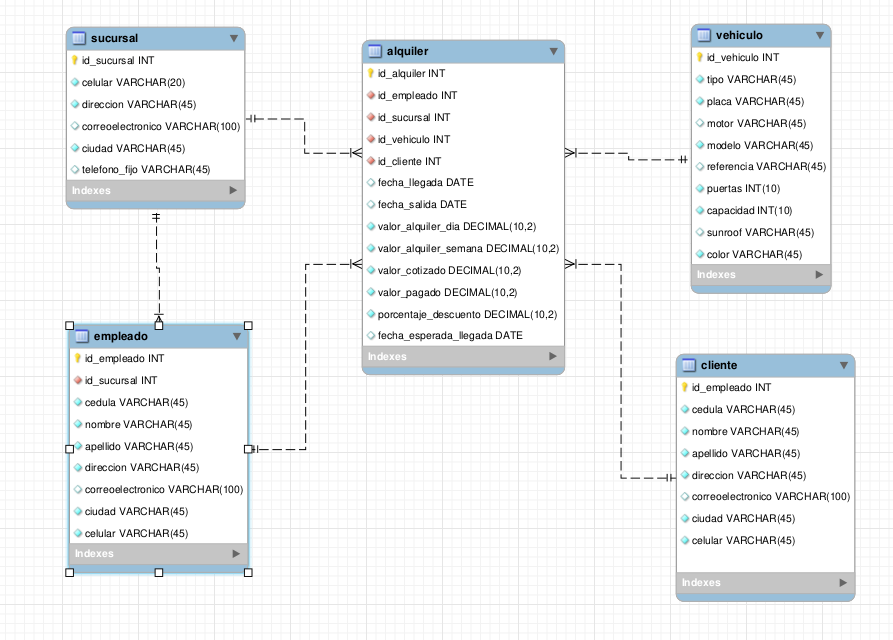 sucursal
id_sucursal INT
celular VARCHAR(20)
direccion VARCHAR(45)
correoelectronico VARCHAR(100)
ciudad VARCHAR(45)
telefono_fijo VARCHAR(45)
Indexes
alquiler
id_alquiler INT
id_empleado INT
id_sucursal INT
id_vehiculo INT
id_cliente INT
fecha_llegada DATE
fecha_salida DATE
valor_alquiler_dia DECIMAL(10,2)
valor_alquiler_semana DECIMAL(10,2)
valor_cotizado DECIMAL(10,2)
valor_pagado DECIMAL(10,2)
porcentaje_descuento DECIMAL(10,2)
fecha_esperada_llegada DATE
Indexes
vehiculo
id_vehiculo INT
tipo VARCHAR(45)
placa VARCHAR(45)
motor VARCHAR(45)
modelo VARCHAR(45)
referencia VARCHAR(45)
puertas INT(10)
capacidad INT(10)
sunroof VARCHAR(45)
color VARCHAR(45)
Indexes
empleado
id_empleado INT
id_sucursal INT
cedula VARCHAR(45)
nombre VARCHAR(45)
apellido VARCHAR(45)
direccion VARCHAR(45)
correoelectronico VARCHAR(100)
ciudad VARCHAR(45)
celular VARCHAR(45)
Indexes
cliente
id_empleado INT
cedula VARCHAR(45)
nombre VARCHAR(45)
apellido VARCHAR(45)
direccion VARCHAR(45)
correoelectronico VARCHAR(100)
ciudad VARCHAR(45)
celular VARCHAR(45)
Indexes